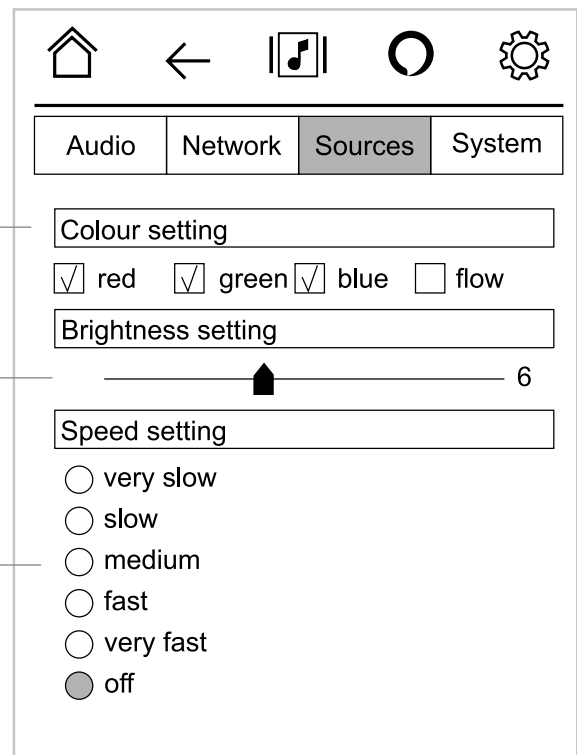 Audio Network Sources System
Colour setting
red green blue flow
Brightness setting
6
Speed setting
very slow
slow
medium
fast
very fast
off